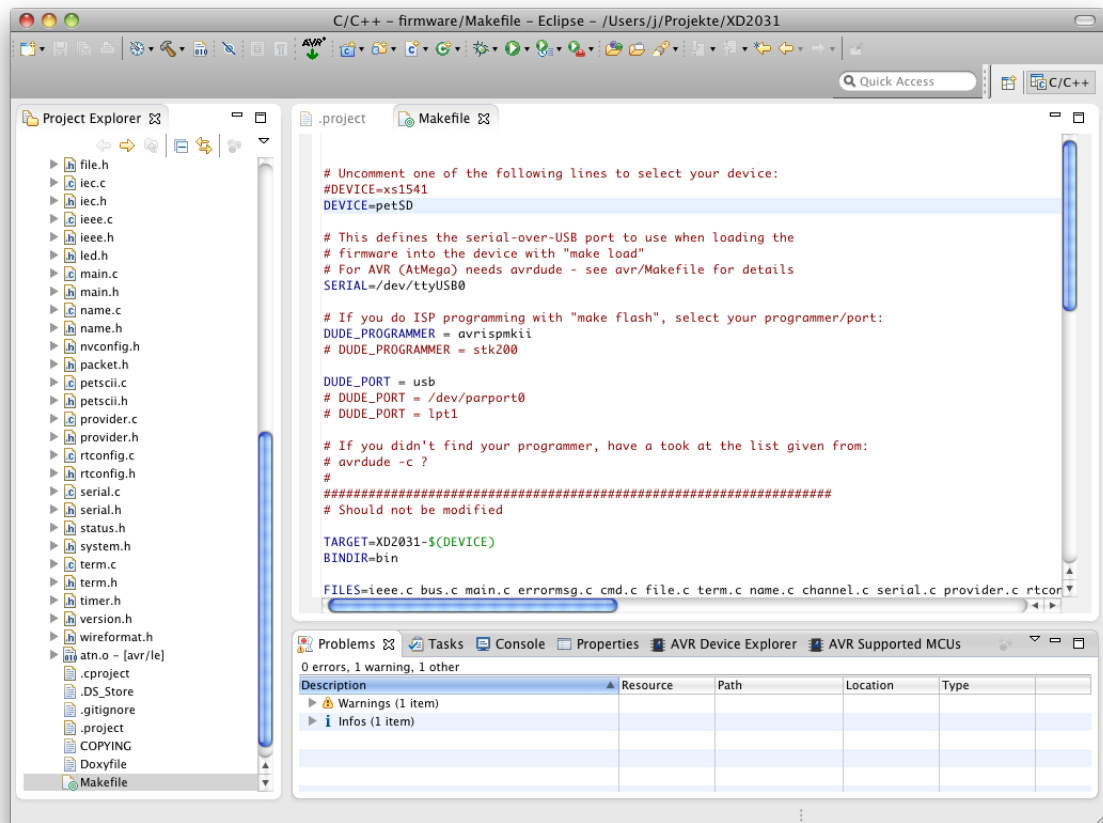 C/C++ - firmware/Makefile - Eclipse - /Users/j/Projekte/XD2031
AVR*
Quick Access
C/C++
Project Explorer
file.h
iec.c
iec.h
ieee.c
ieee.h
led.h
main.c
main.h
name.c
name.h
nvconfig.h
packet.h
petscii.c
petscii.h
provider.c
provider.h
rtconfig.c
rtconfig.h
serial.c
serial.h
status.h
system.h
term.c
term.h
timer.h
version.h
wireformat.h
atn.o - [avr/le]
.cproject
.DS_Store
.gitignore
.project
COPYING
Doxyfile
Makefile
.project
Makefile
# Uncomment one of the following lines to select your device:
#DEVICE=xs1541
DEVICE=petSD
# This defines the serial-over-USB port to use when loading the
# firmware into the device with "make load"
# For AVR (AtMega) needs avrdude - see avr/Makefile for details
SERIAL=/dev/ttyUSB0
# If you do ISP programming with "make flash", select your programmer/port:
DUDE_PROGRAMMER = avrispmkii
# DUDE_PROGRAMMER = stk200
DUDE_PORT = usb
# DUDE_PORT = /dev/parport0
# DUDE_PORT = lpt1
# If you didn't find your programmer, have a took at the list given from:
# avrdude -c ?
#
###################################################################
# Should not be modified
TARGET=XD2031-$(DEVICE)
BINDIR=bin
FILES=ieee.c bus.c main.c errormsg.c cmd.c file.c term.c name.c channel.c serial.c provider.c rtcor
Problems Tasks Console Properties AVR Device Explorer AVR Supported MCUs
0 errors, 1 warning, 1 other
Description Resource Path Location Type
Warnings (1 item)
Infos (1 item)